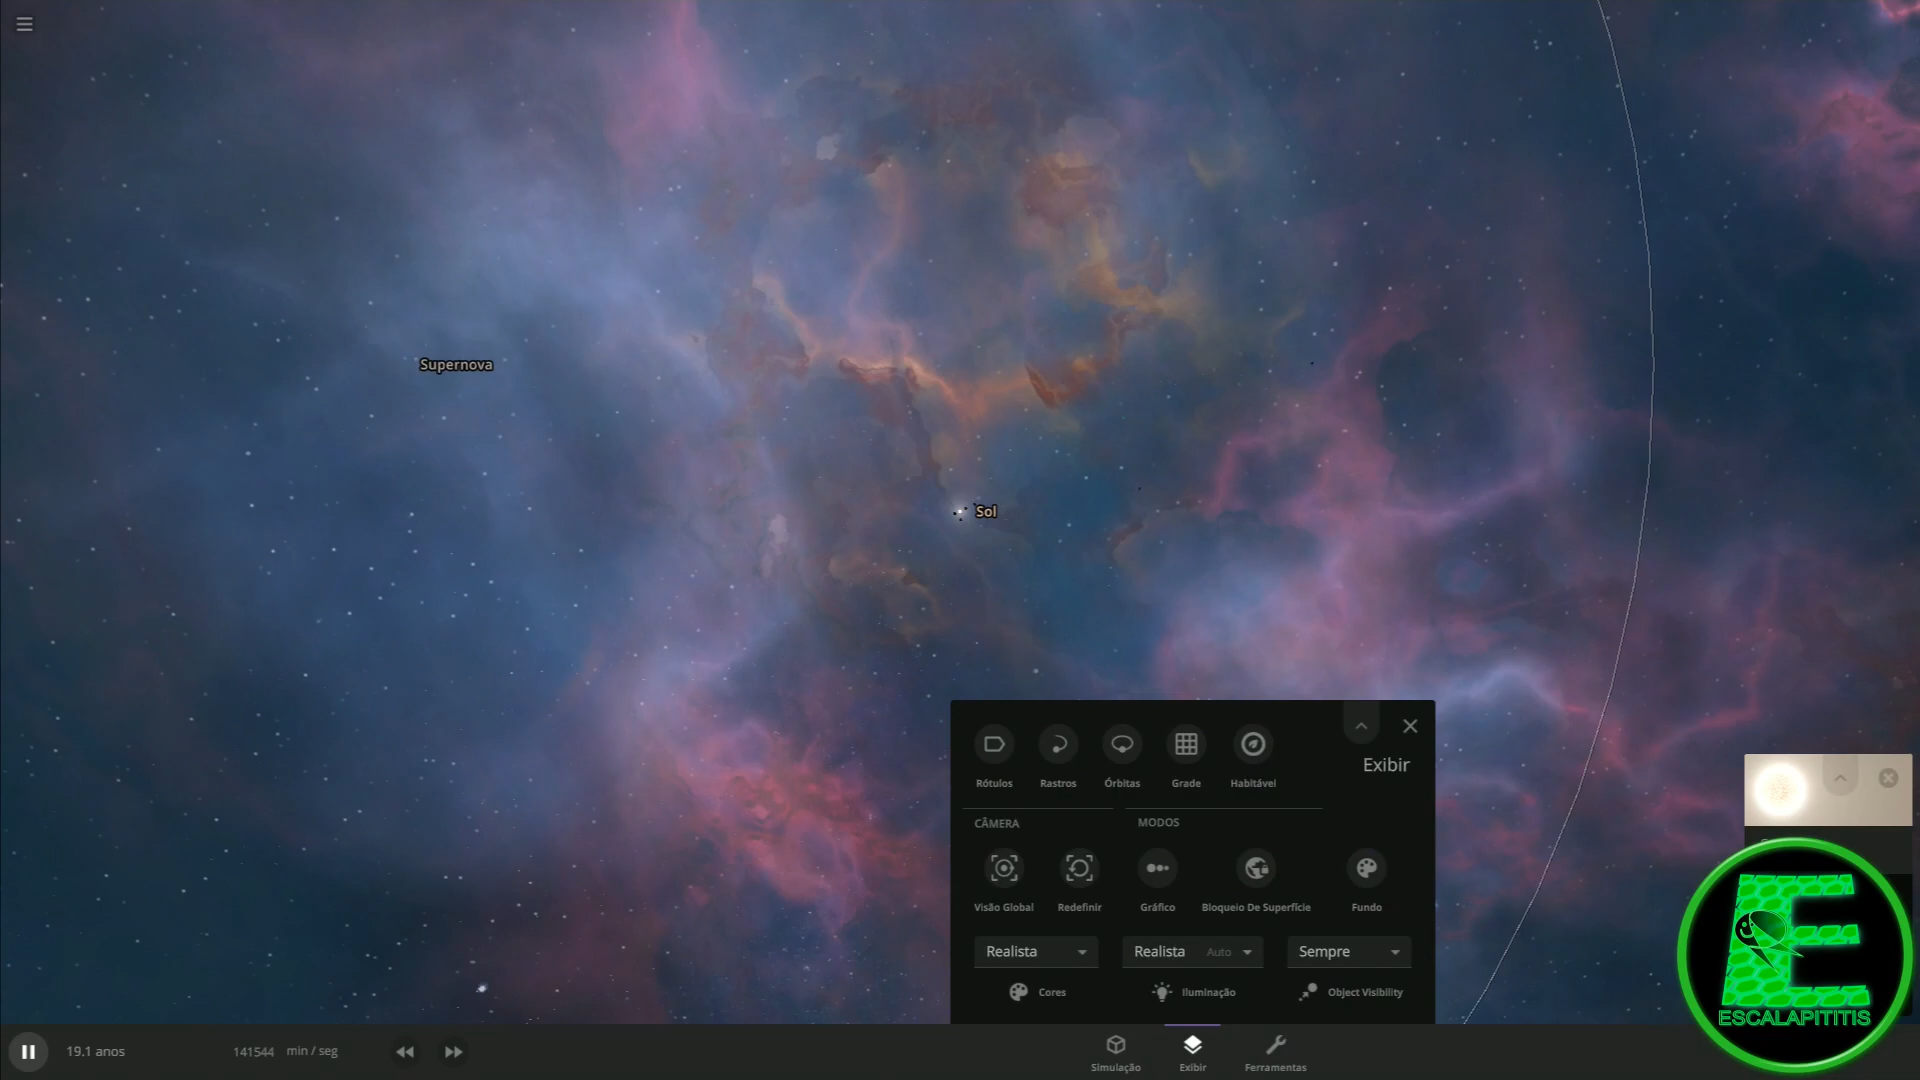 Supernova
Sol
Rótulos Rastros Órbitas Grade Habitável
Exibir
CÂMERA MODOS
Visão Global Redefinir Gráfico Bloqueio De Superfície Fundo
Realista Realista Auto Sempre
Cores Iluminação Object Visibility
E
ESCALAPITITIS
19.1 anos 141544 min / seg
Simulação Exibir Ferramentas